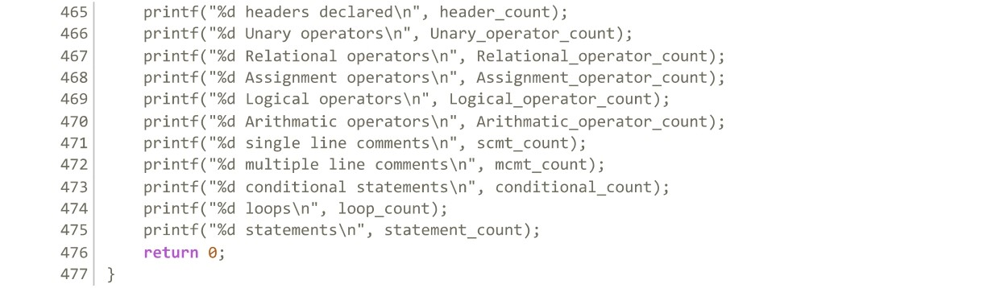 465 printf("%d headers declared\n", header_count);
466 printf("%d Unary operators\n", Unary_operator_count);
467 printf("%d Relational operators\n", Relational_operator_count);
468 printf("%d Assignment operators\n", Assignment_operator_count);
469 printf("%d Logical operators\n", Logical_operator_count);
470 printf("%d Arithmatic operators\n", Arithmatic_operator_count);
471 printf("%d single line comments\n", scmt_count);
472 printf("%d multiple line comments\n", mcmt_count);
473 printf("%d conditional statements\n", conditional_count);
474 printf("%d loops\n", loop_count);
475 printf("%d statements\n", statement_count);
476 return 0;
477 }